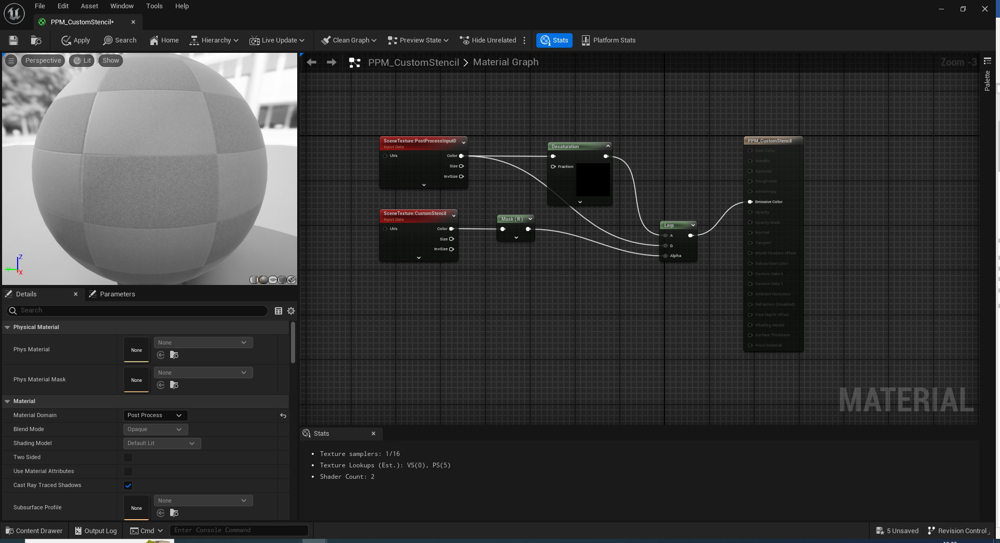 File Edit Asset Window Tools Help
PPM_CustomStencil*
Apply Search Home Hierarchy Live Update Clean Graph Preview State Hide Unrelated Stats Platform Stats
Perspective Lit Show
PPM_CustomStencil Material Graph
Zoom -3
Palette
SceneTexture:PostProcessInput0
Input Data
UVs Color
Size
InvSize
Desaturation
Fraction
PPM_CustomStencil
Base Color
Metallic
Specular
Roughness
Anisotropy
Emissive Color
Opacity
Opacity Mask
Normal
Tangent
World Position Offset
Subsurface Color
Custom Data 0
Custom Data 1
Ambient Occlusion
Refraction (Disabled)
Pixel Depth Offset
Shading Model
Surface Thickness
Front Material
SceneTexture:CustomStencil
Input Data
UVs Color
Size
InvSize
Mask ( R )
Lerp
A
B
Alpha
MATERIAL
Z
Y
X
Details Parameters
Search
Physical Material
Phys Material None None
Phys Material Mask None None
Material
Material Domain Post Process
Blend Mode Opaque
Shading Model Default Lit
Two Sided
Use Material Attributes
Cast Ray Traced Shadows
Subsurface Profile None None
Stats
Texture samplers: 1/16
Texture Lookups (Est.): VS(0), PS(5)
Shader Count: 2
Content Drawer Output Log Cmd Enter Console Command 5 Unsaved Revision Control